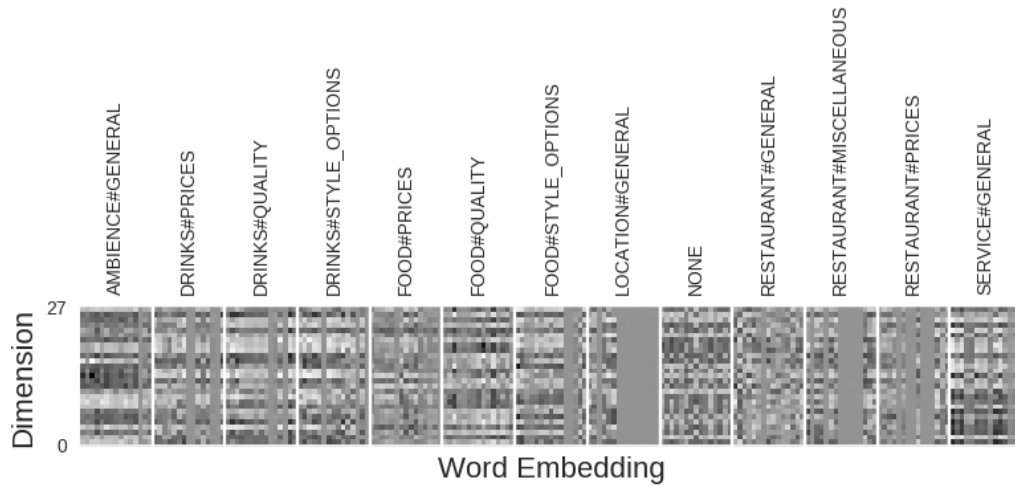 AMBIENCE#GENERAL
DRINKS#PRICES
DRINKS#QUALITY
DRINKS#STYLE_OPTIONS
FOOD#PRICES
FOOD#QUALITY
FOOD#STYLE_OPTIONS
LOCATION#GENERAL
NONE
RESTAURANT#GENERAL
RESTAURANT#MISCELLANEOUS
RESTAURANT#PRICES
SERVICE#GENERAL
27
Dimension
0
Word Embedding